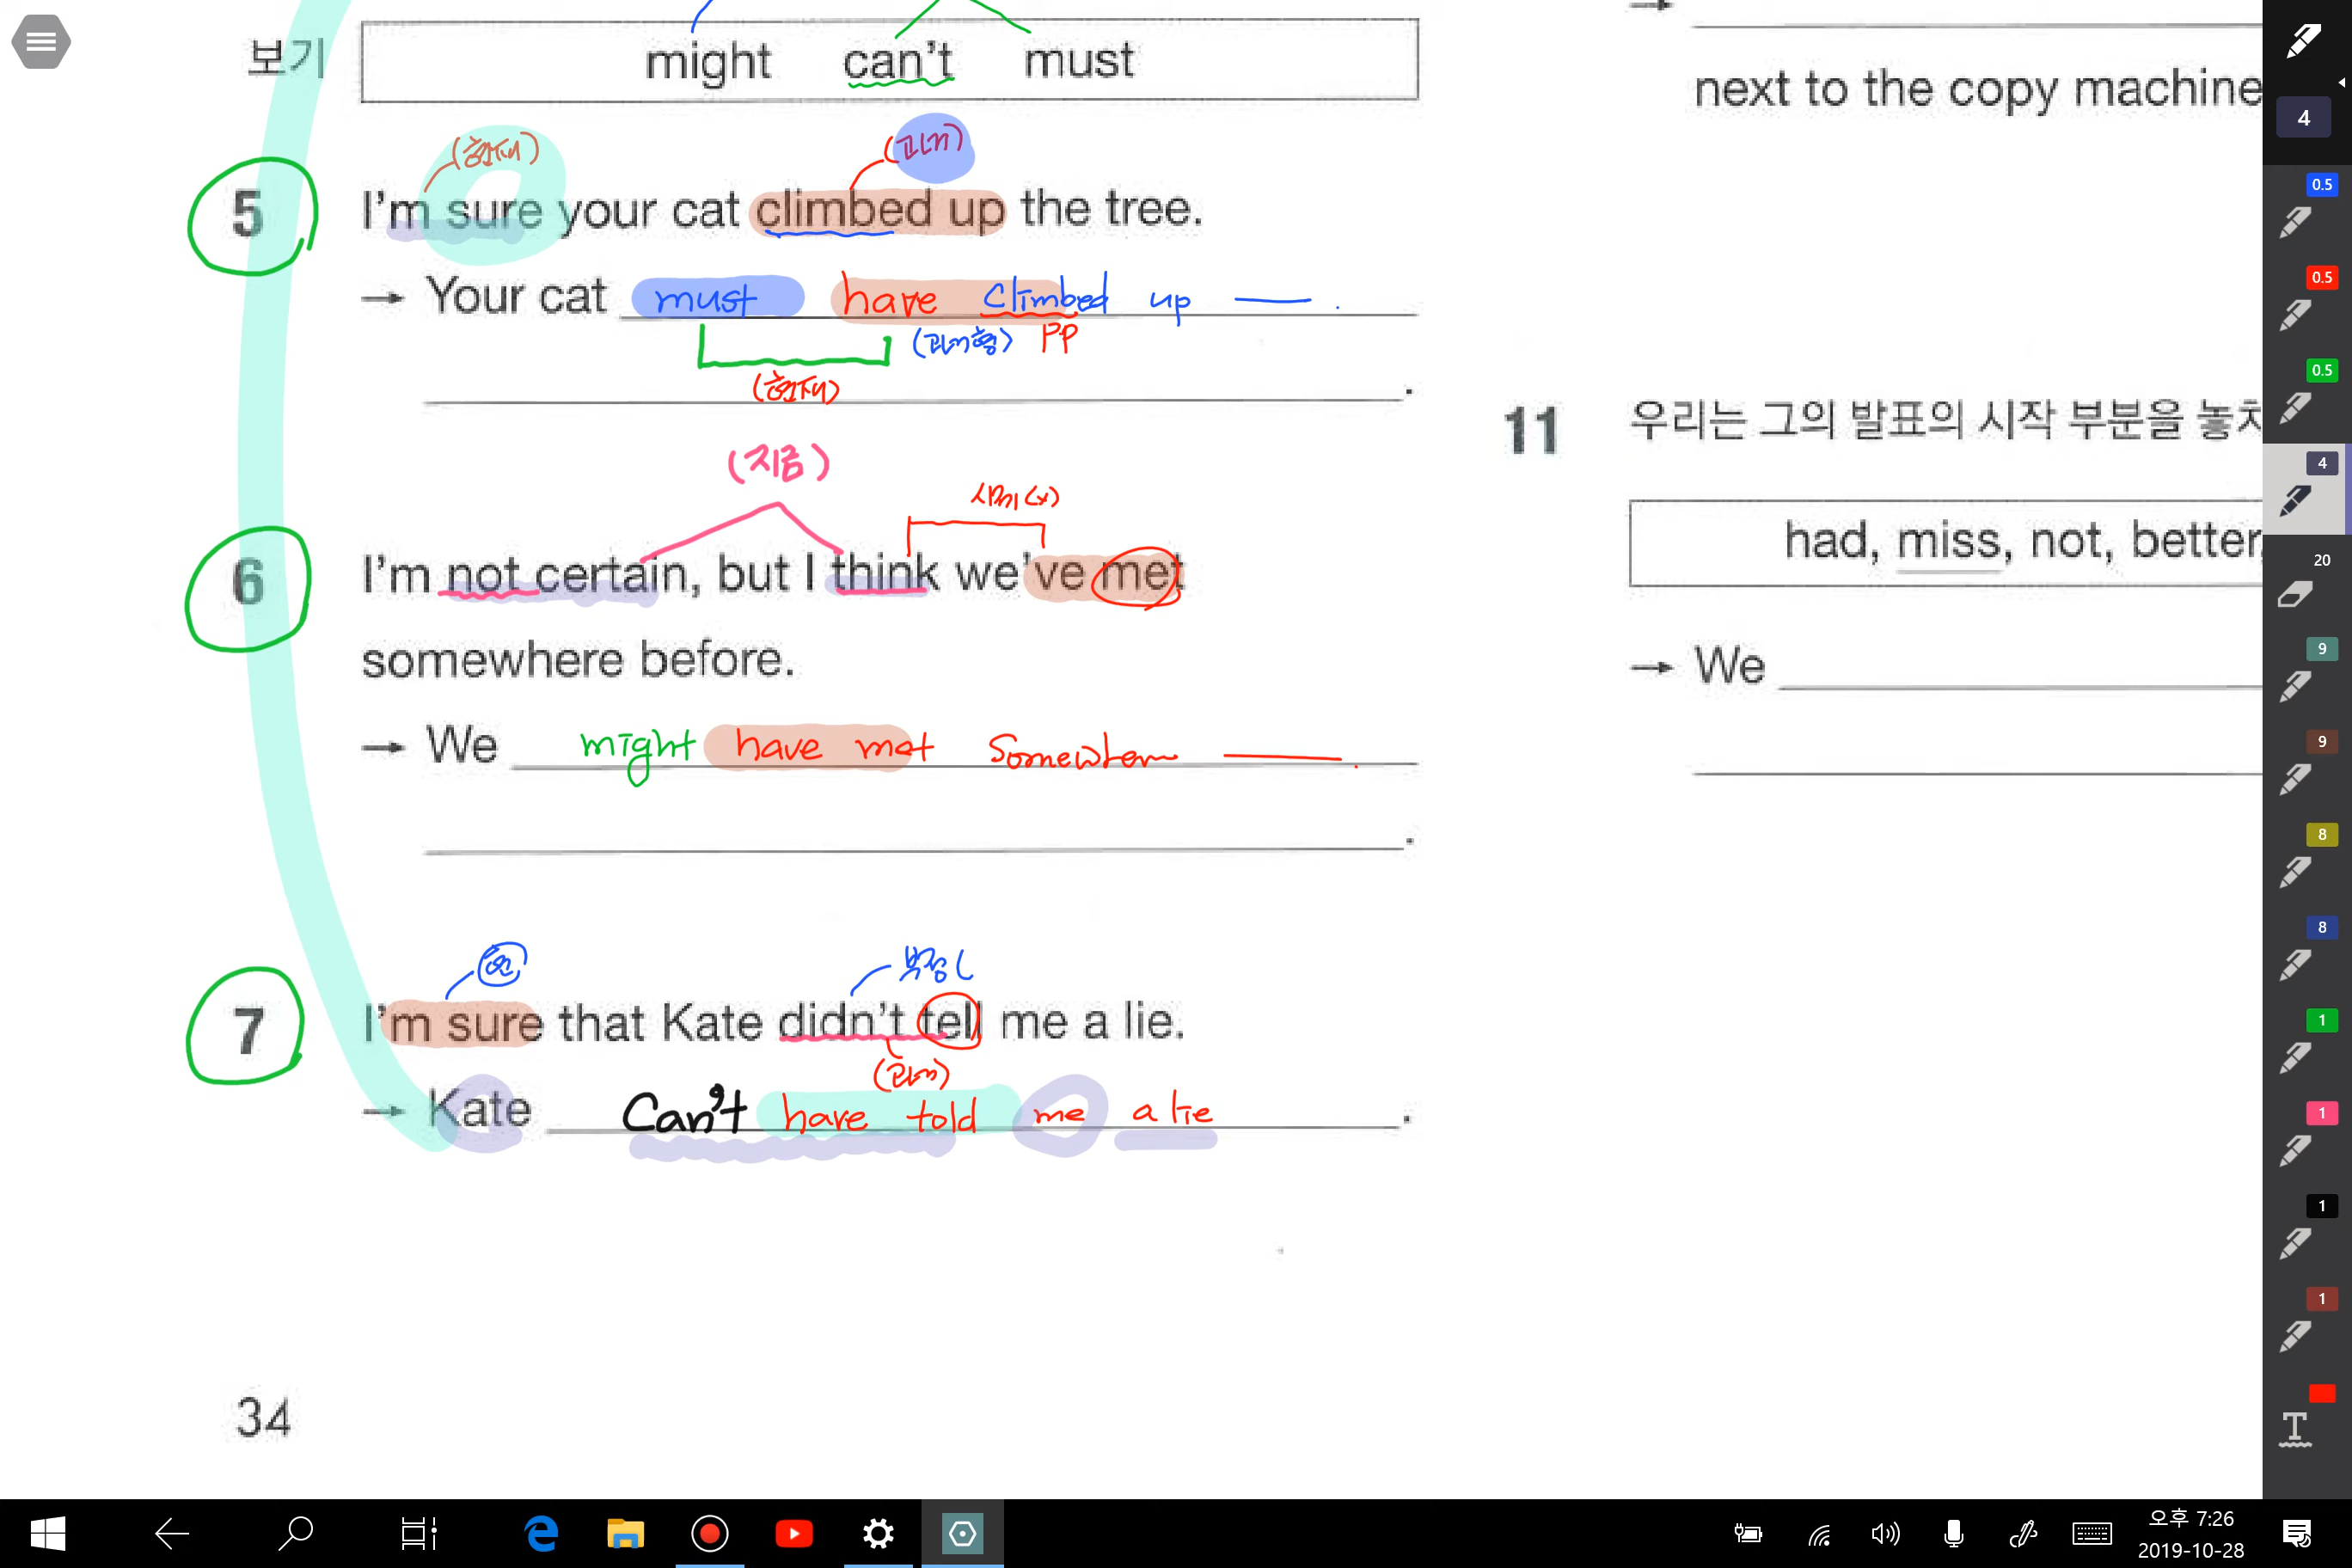 보기 might can't must
(현재) (과거)
5 I'm sure your cat climbed up the tree.
→ Your cat must have climbed up .
(과거형) PP
(현재)
.
(지금)
시제(x)
6 I'm not certain, but I think we've met
somewhere before.
→ We might have met
.
현 부정
7 I'm sure that Kate didn't tell me a lie.
(과거)
→ Kate Can't have told me a lie .
34
→
next to the copy machine
11 우리는 그의 발표의 시작 부분을 놓치
had, miss, not, better,
→ We
4
0.5
0.5
0.5
4
20
9
9
8
8
1
1
1
1
T
오후 7:26
2019-10-28